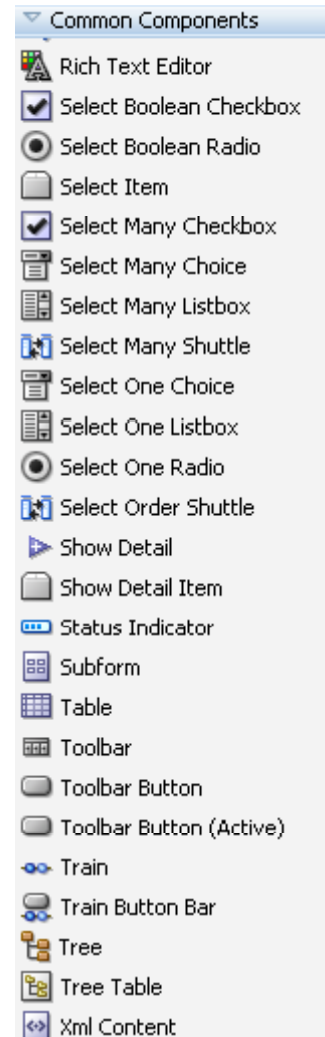 Common Components
Rich Text Editor
Select Boolean Checkbox
Select Boolean Radio
Select Item
Select Many Checkbox
Select Many Choice
Select Many Listbox
Select Many Shuttle
Select One Choice
Select One Listbox
Select One Radio
Select Order Shuttle
Show Detail
Show Detail Item
Status Indicator
Subform
Table
Toolbar
Toolbar Button
Toolbar Button (Active)
Train
Train Button Bar
Tree
Tree Table
Xml Content